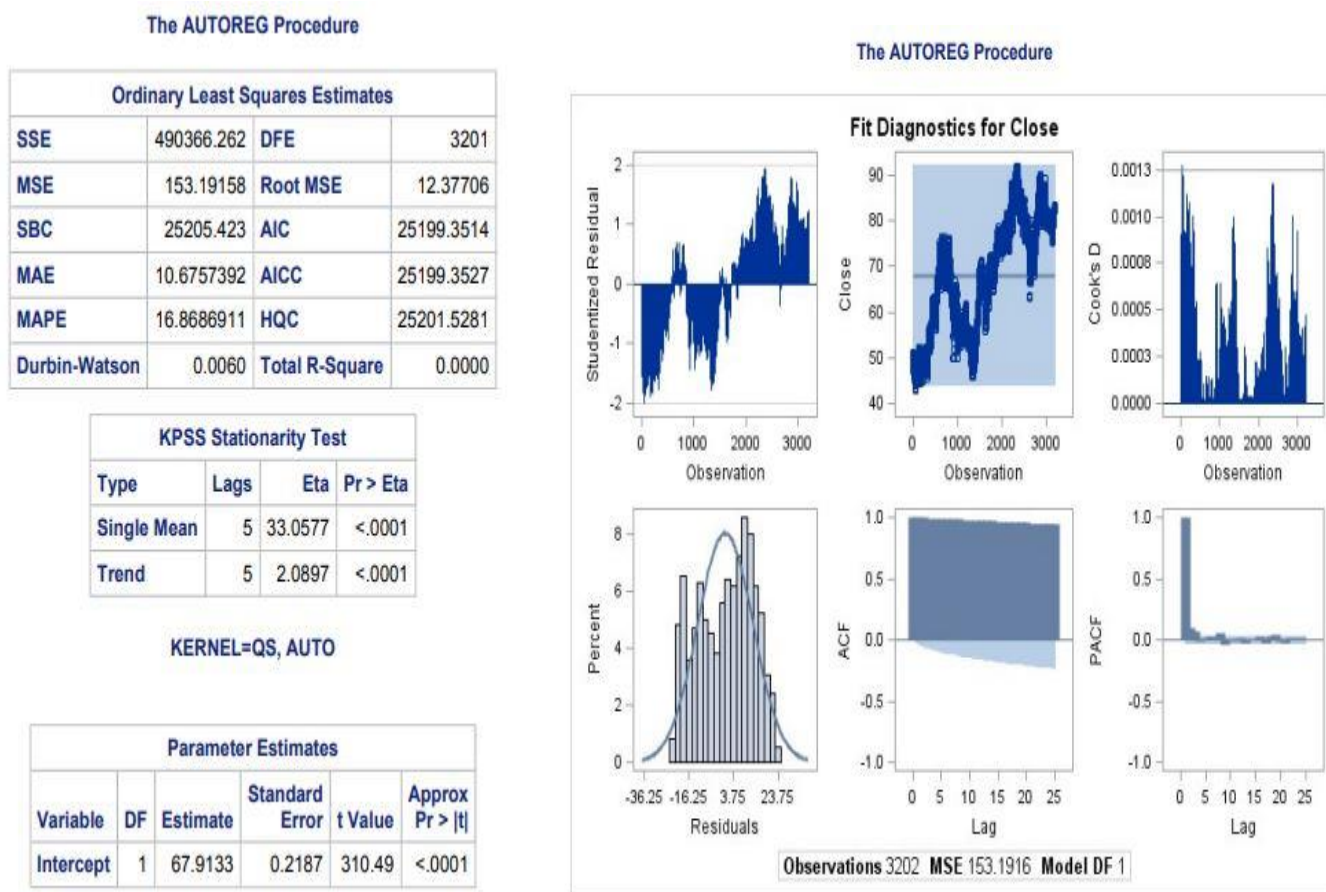 The AUTOREG Procedure
Ordinary Least Squares Estimates
SSE 490366.262 DFE 3201
MSE 153.19158 Root MSE 12.37706
SBC 25205.423 AIC 25199.3514
MAE 10.6757392 AICC 25199.3527
MAPE 16.8686911 HQC 25201.5281
Durbin-Watson 0.0060 Total R-Square 0.0000
KPSS Stationarity Test
Type Lags Eta Pr > Eta
Single Mean 5 33.0577 <.0001
Trend 5 2.0897 <.0001
KERNEL=QS, AUTO
Parameter Estimates
Variable DF Estimate Standard Error t Value Approx Pr > |t|
Intercept 1 67.9133 0.2187 310.49 <.0001
The AUTOREG Procedure
Fit Diagnostics for Close
Studentized Residual
2
1
0
-1
-2
0 1000 2000 3000
Observation
Close
90
80
70
60
50
40
0 1000 2000 3000
Observation
Cook's D
0.0013
0.0010
0.0008
0.0005
0.0003
0.0000
0 1000 2000 3000
Observation
Percent
8
6
4
2
0
-36.25 -16.25 3.75 23.75
Residuals
ACF
1.0
0.5
0.0
-0.5
-1.0
0 5 10 15 20 25
Lag
PACF
1.0
0.5
0.0
-0.5
-1.0
0 5 10 15 20 25
Lag
Observations 3202 MSE 153.1916 Model DF 1